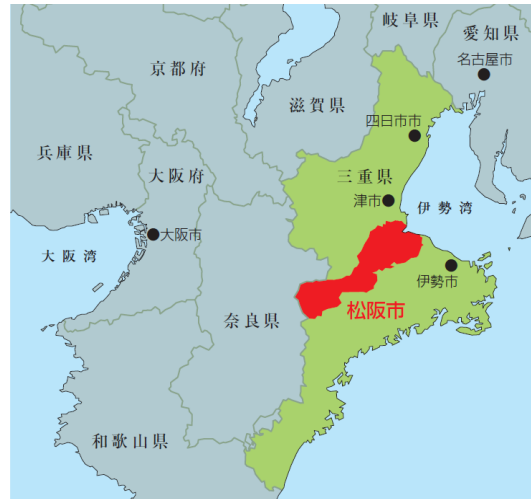 岐阜県
愛知県
名古屋市
京都府
滋賀県
四日市市
兵庫県
大阪府
三重県
津市
伊勢湾
大阪市
大阪湾
伊勢市
松阪市
奈良県
和歌山県